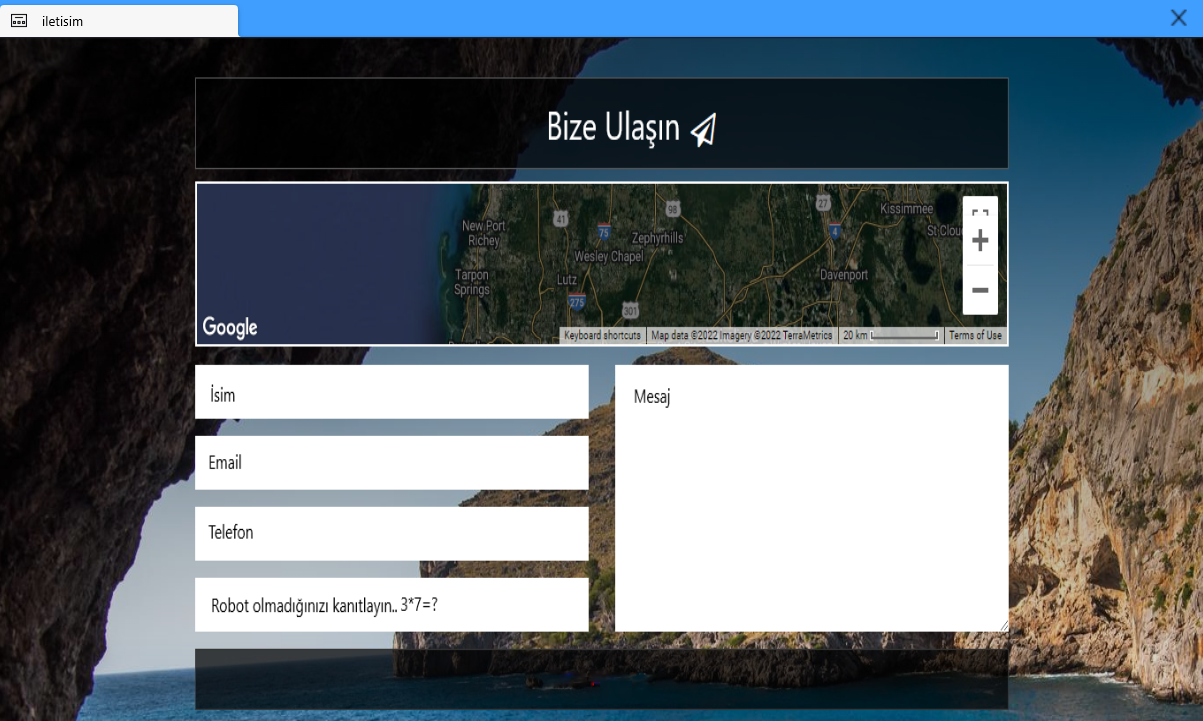 iletisim
Bize Ulaşın
New Port
Richey
41
98
27
Kissimmee
75
Zephyrhills
4
Wesley Chapel
Tarpon
Springs
Lutz
Davenport
275
301
Google
Keyboard shortcuts
Map data ©2022 Imagery ©2022 TerraMetrics
20 km
Terms of Use
İsim
Email
Telefon
Robot olmadığınızı kanıtlayın.. 3*7=?
Mesaj